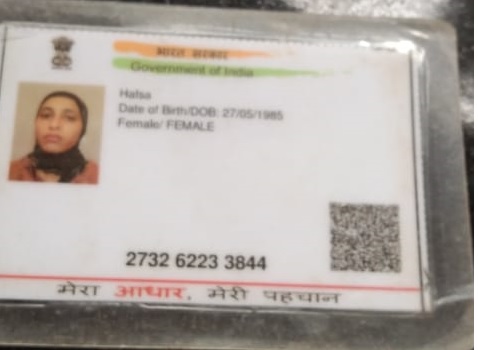 भारत सरकार
Government of India
Halsa
Date of Birth/DOB: 27/05/1985
Female/ FEMALE
2732 6223 3844
मेरा आधार, मेरी पहचान